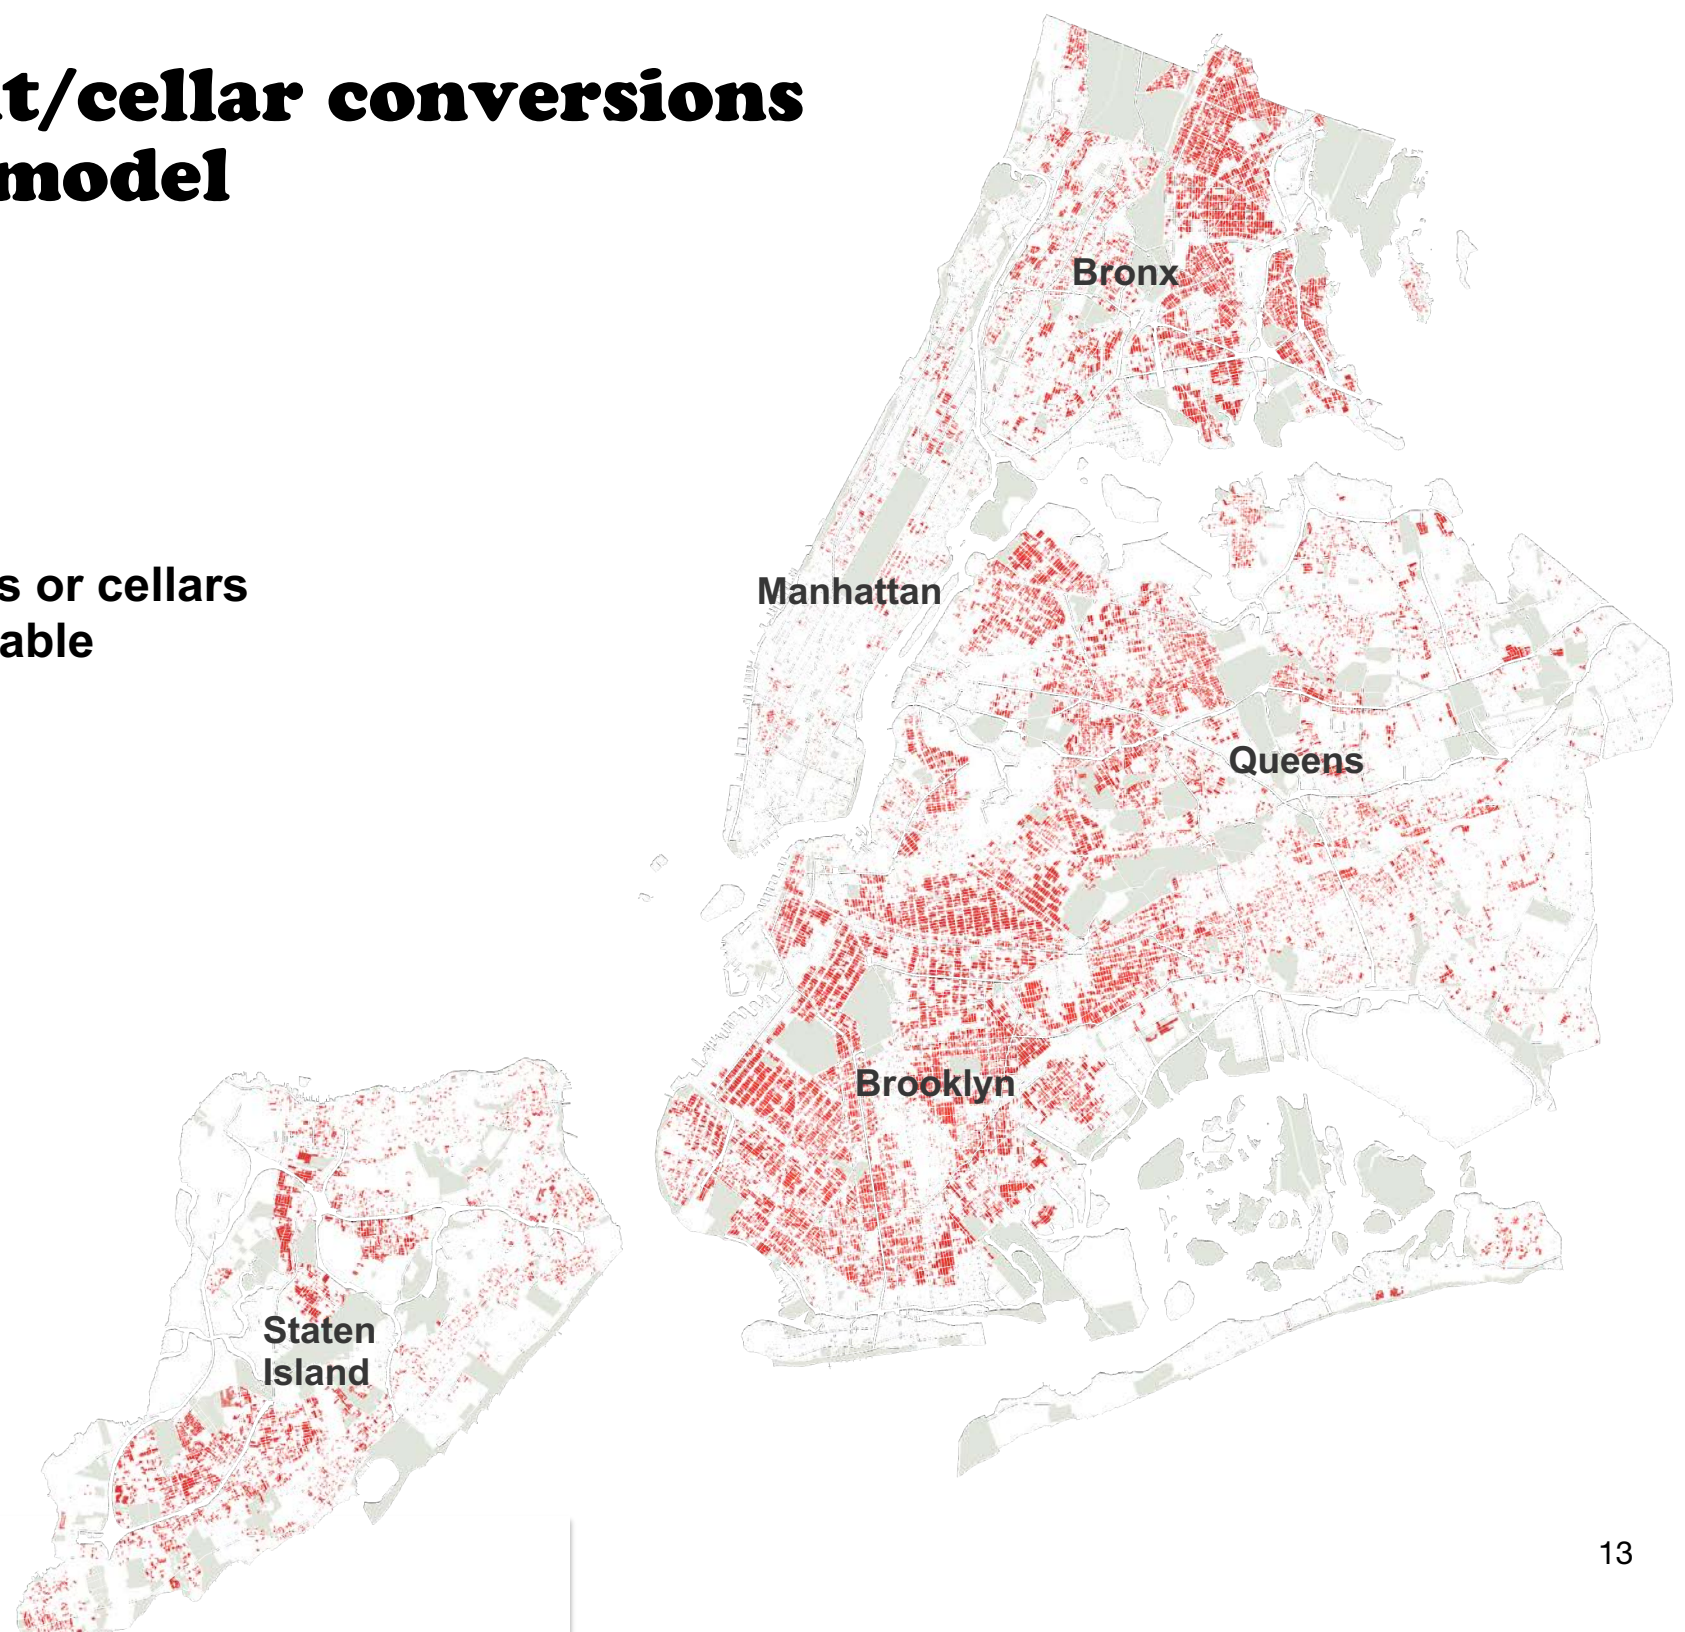 t/cellar conversions
model
s or cellars
able
Bronx
Manhattan
Queens
Brooklyn
Staten
Island
13